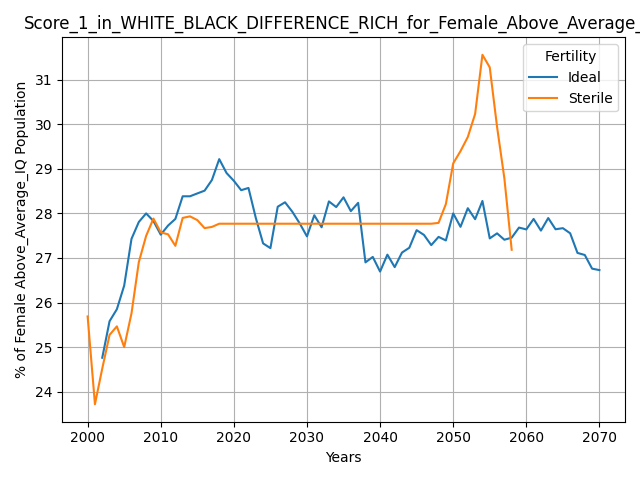 Score_1_in_WHITE_BLACK_DIFFERENCE_RICH_for_Female_Above_Average_
% of Female Above_Average_IQ Population
31
30
29
28
27
26
25
24
Fertility
Ideal
Sterile
2000 2010 2020 2030 2040 2050 2060 2070
Years